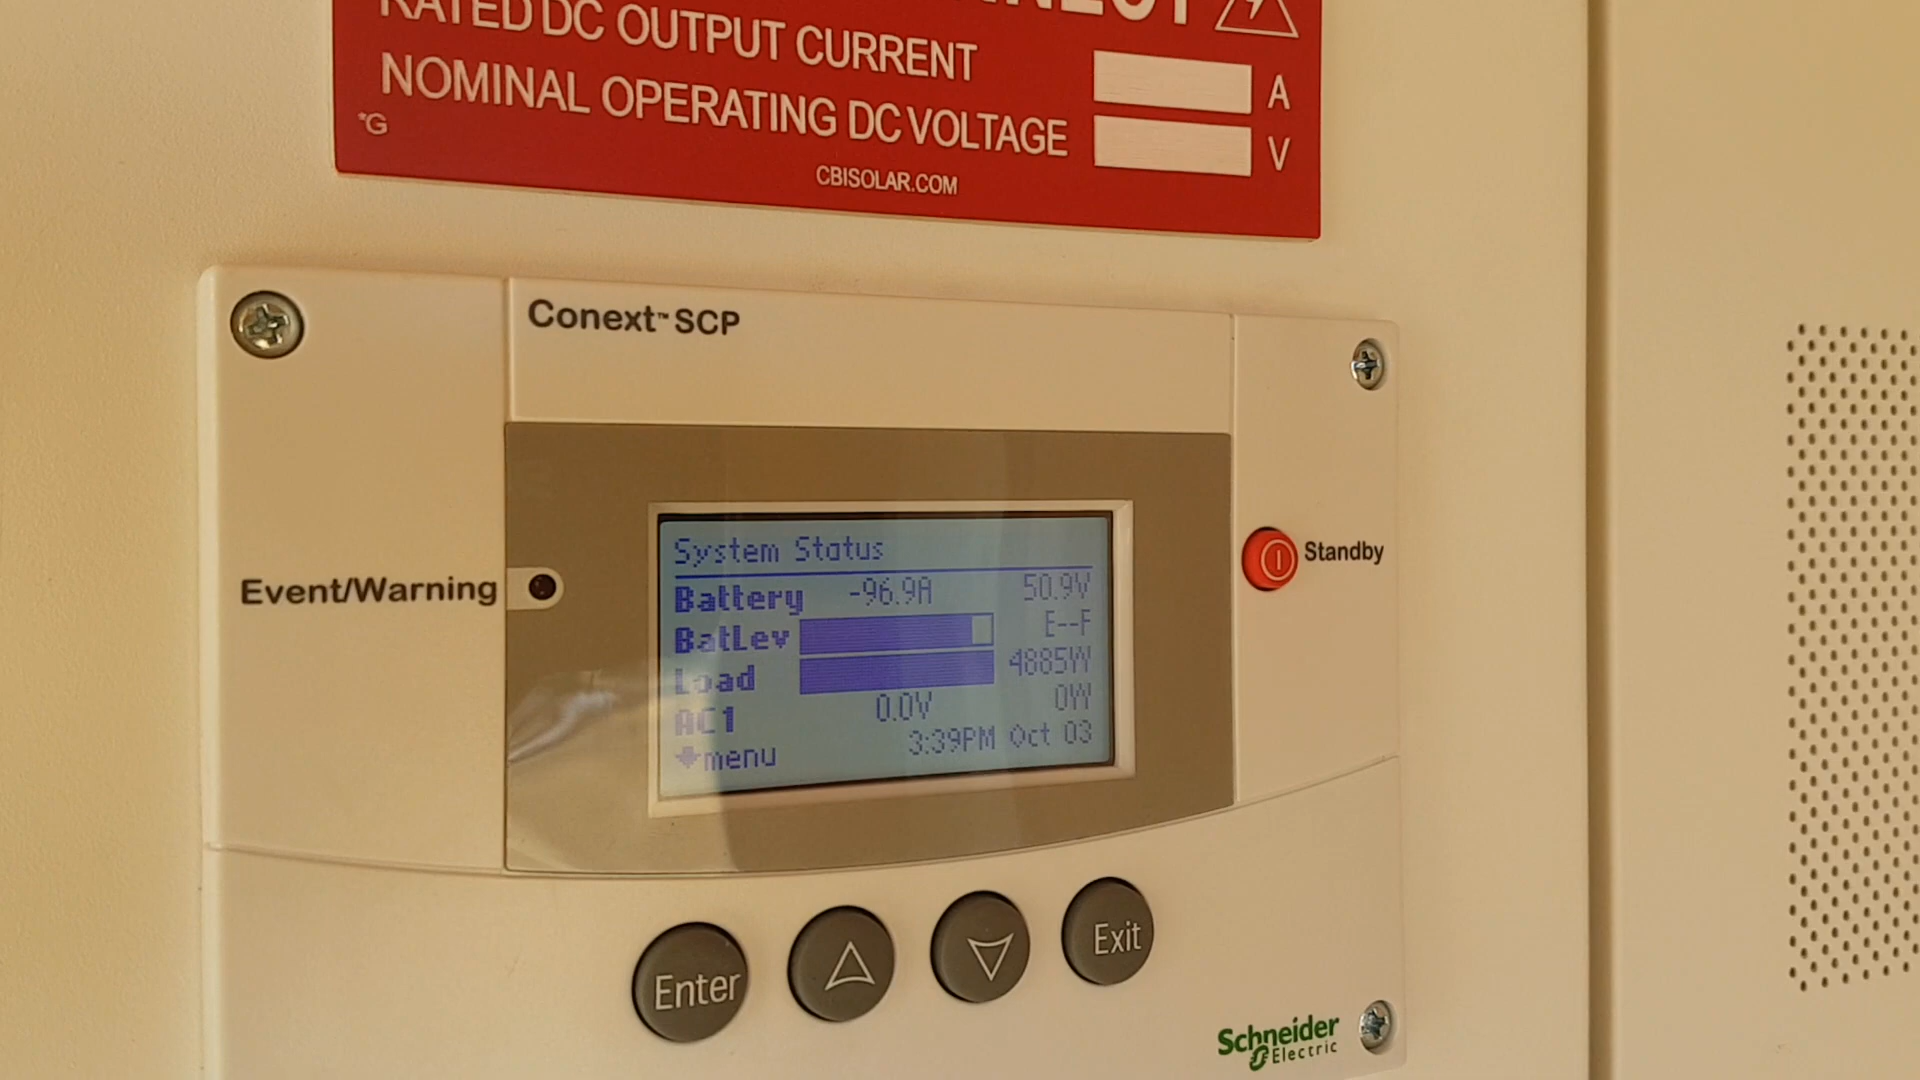 RATED DC OUTPUT CURRENT A
NOMINAL OPERATING DC VOLTAGE V
*G
CBISOLAR.COM
Conext™ SCP
Event/Warning
Standby
System Status
Battery -96.9A 50.9V
BatLev E--F
Load 4885W
AC1 0.0V 0W
menu 3:39PM Oct 03
Enter
Exit
Schneider
Electric